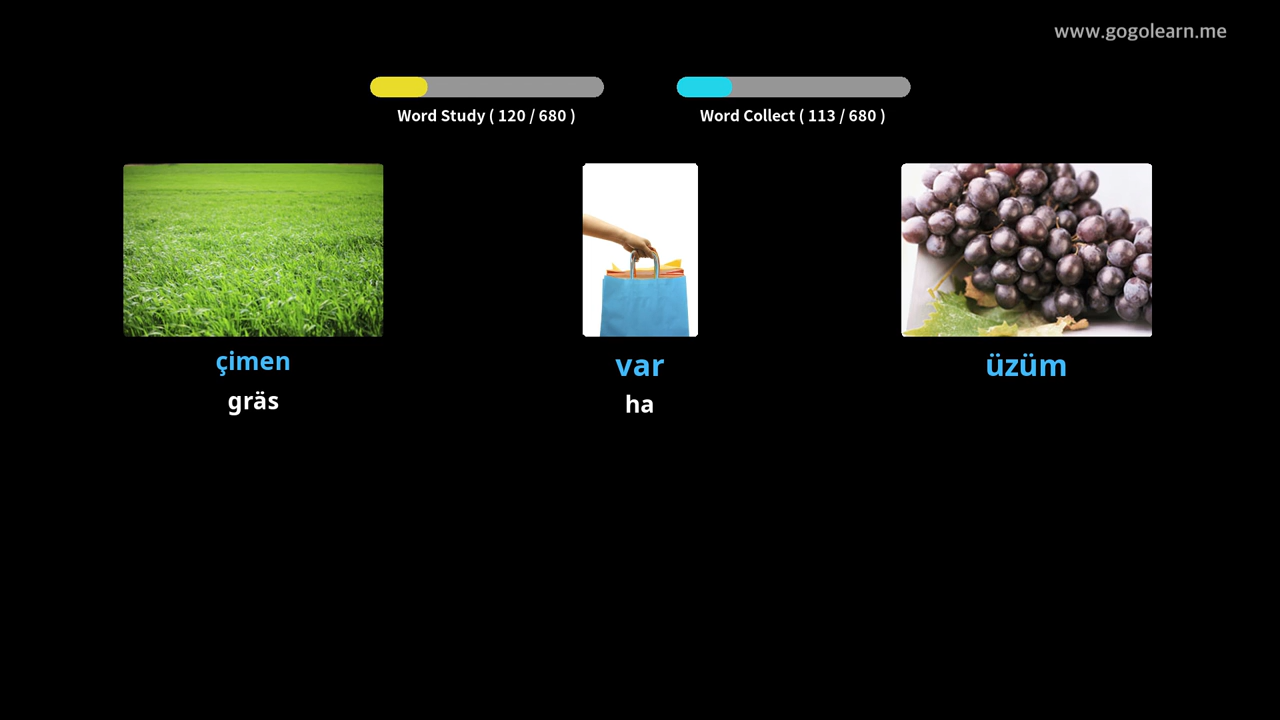 www.gogolearn.me
Word Study ( 120 / 680 )
Word Collect ( 113 / 680 )
çimen
gräs
var
ha
üzüm